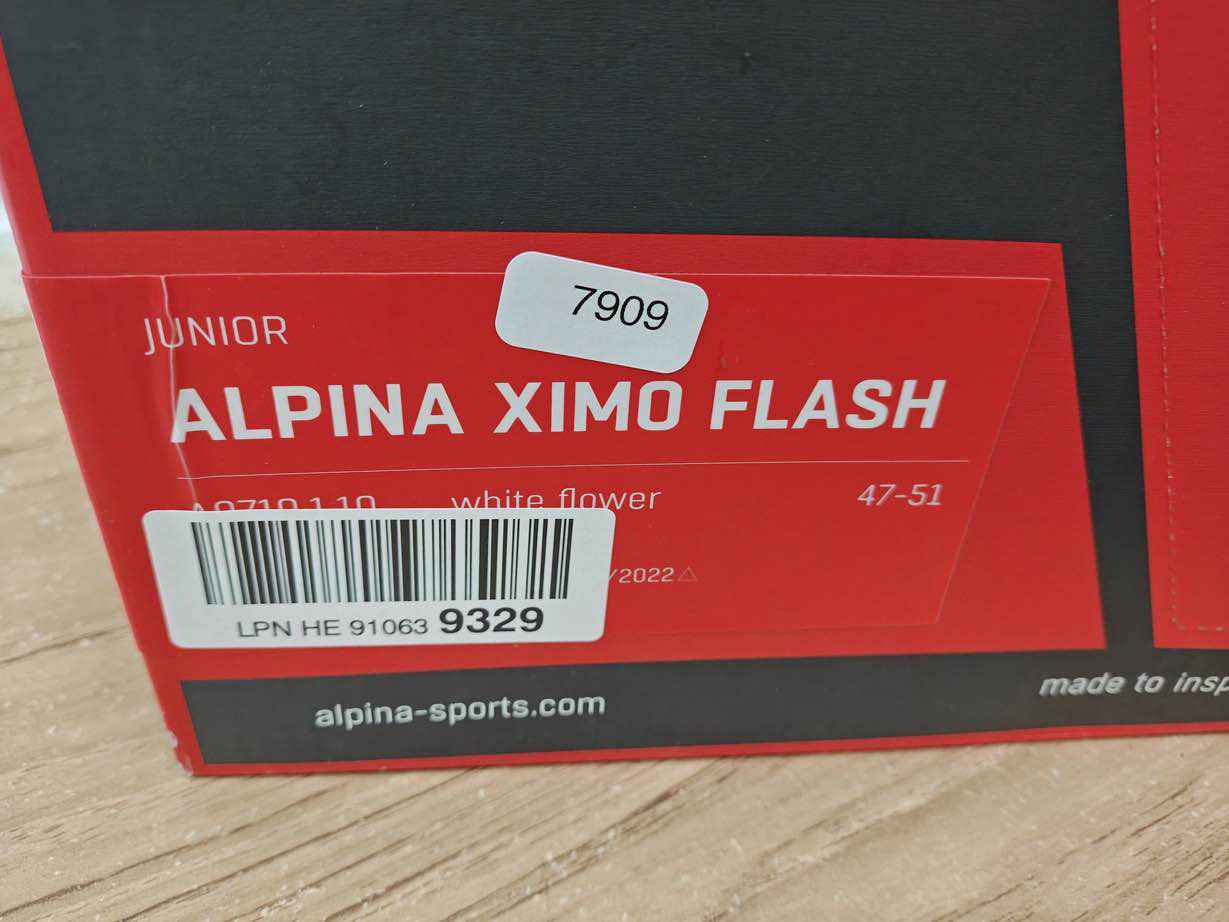 7909
JUNIOR
ALPINA XIMO FLASH
white flower 47-51
/2022
LPN HE 91063 9329
alpina-sports.com
made to